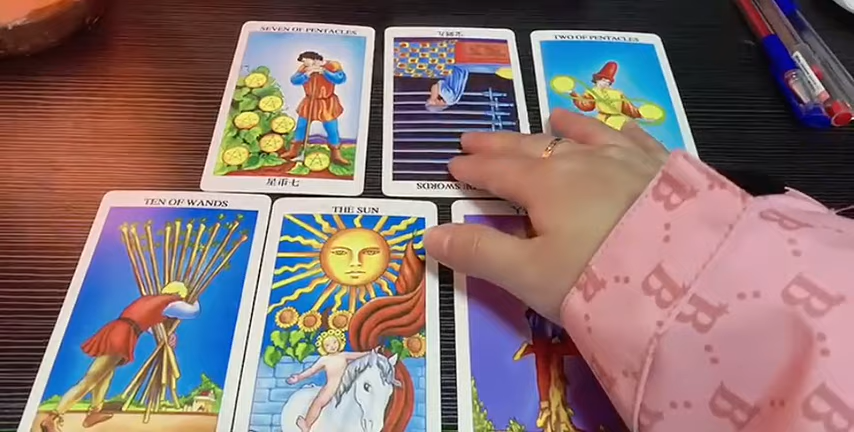 SEVEN OF PENTACLES
TWO OF PENTACLES
星币七
SWORDS
TEN OF WANDS
THE SUN
B
B
B
B
B
B
B